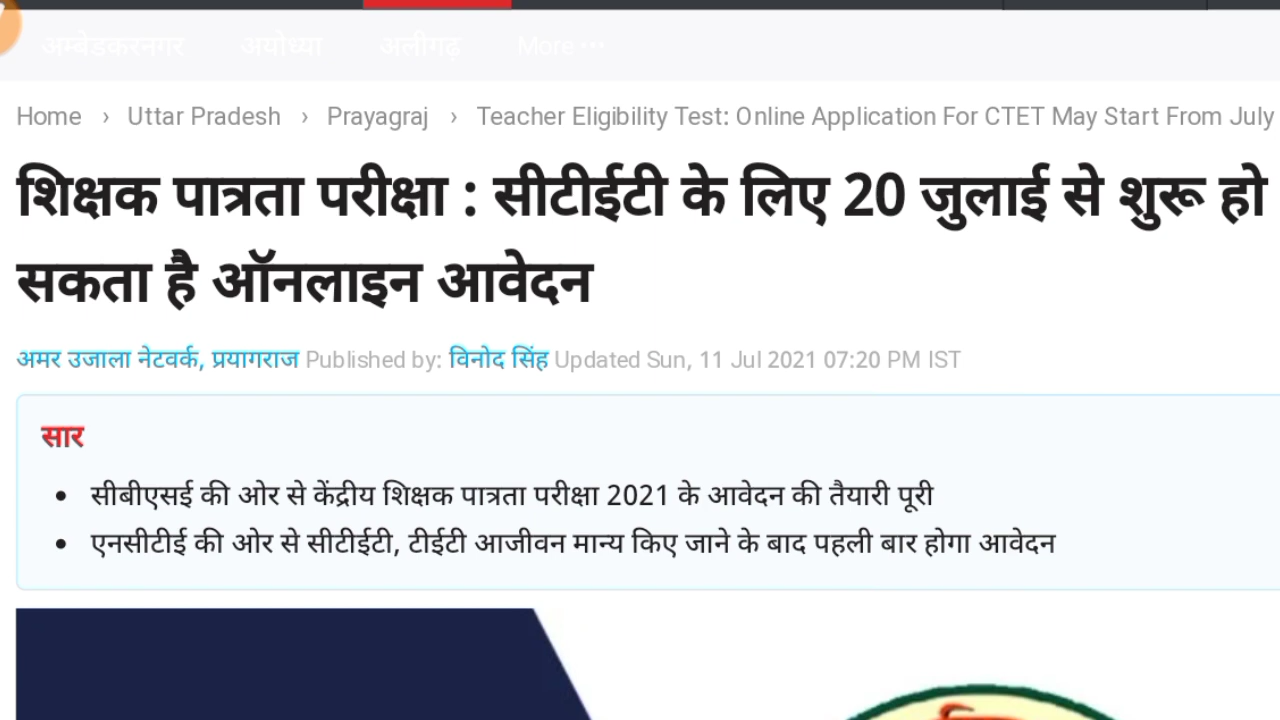 अम्बेडकरनगर अयोध्या अलीगढ़ More •••
Home › Uttar Pradesh › Prayagraj › Teacher Eligibility Test: Online Application For CTET May Start From July
शिक्षक पात्रता परीक्षा : सीटीईटी के लिए 20 जुलाई से शुरू हो
सकता है ऑनलाइन आवेदन
अमर उजाला नेटवर्क, प्रयागराज Published by: विनोद सिंह Updated Sun, 11 Jul 2021 07:20 PM IST
सार
• सीबीएसई की ओर से केंद्रीय शिक्षक पात्रता परीक्षा 2021 के आवेदन की तैयारी पूरी
• एनसीटीई की ओर से सीटीईटी, टीईटी आजीवन मान्य किए जाने के बाद पहली बार होगा आवेदन